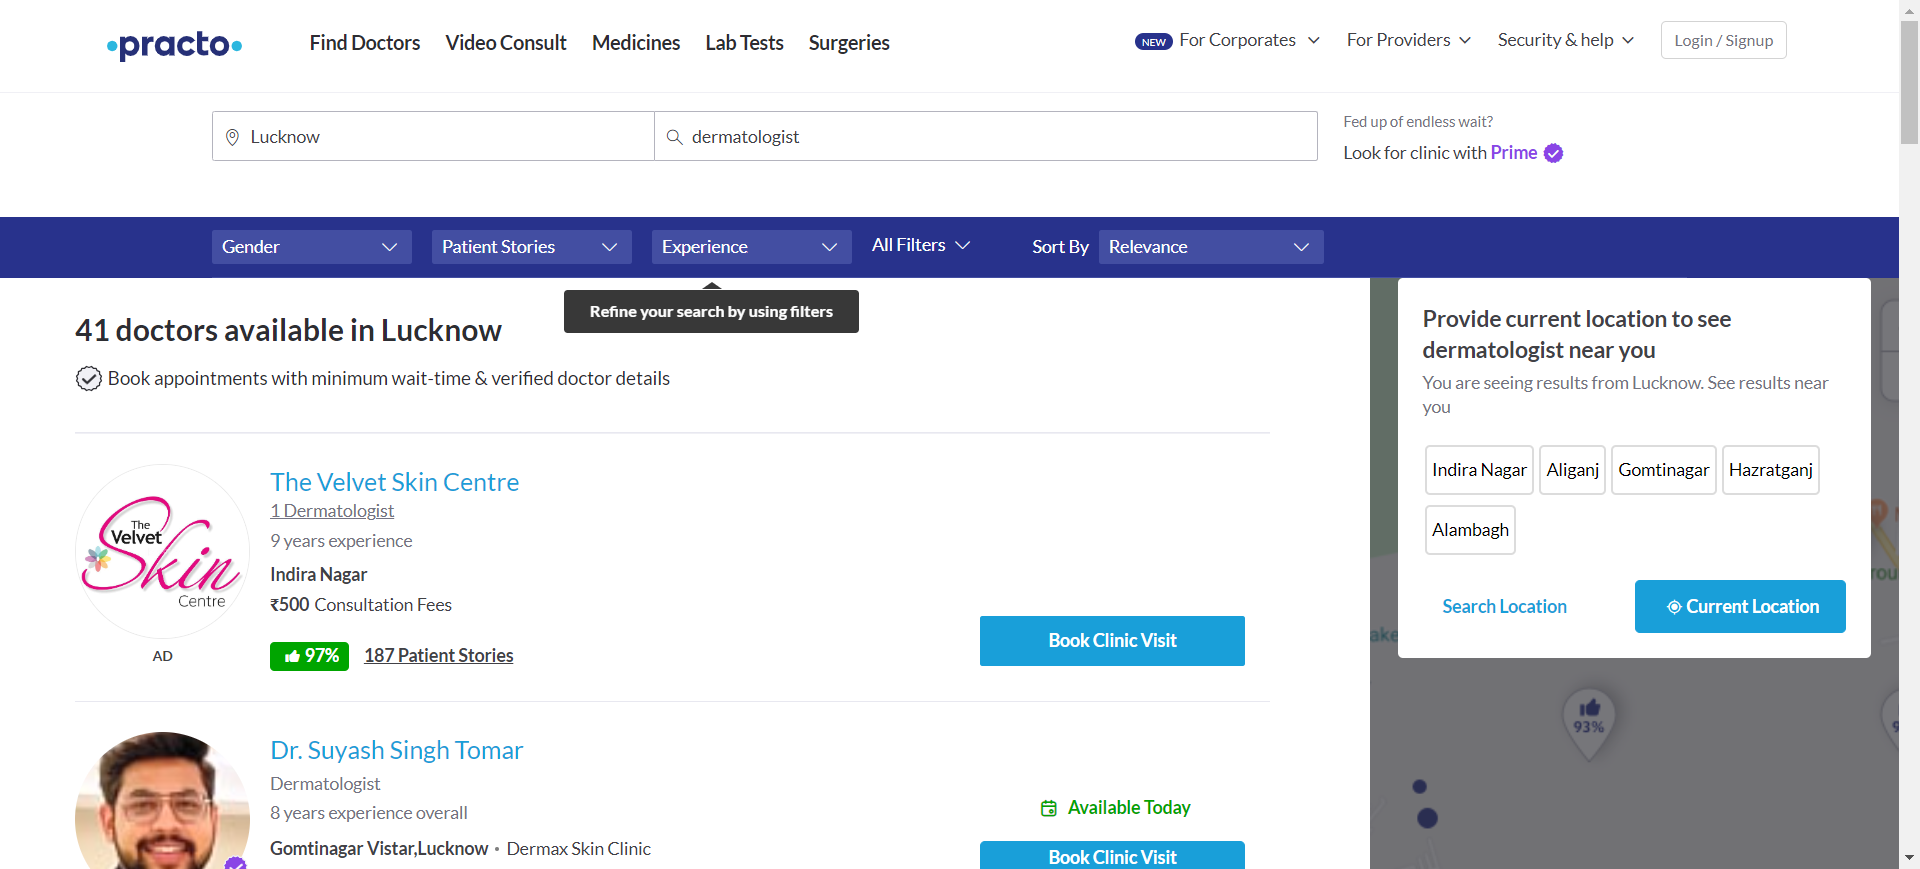 practo
Find Doctors
Video Consult
Medicines
Lab Tests
Surgeries
NEW For Corporates
For Providers
Security & help
Login / Signup
Lucknow
dermatologist
Fed up of endless wait?
Look for clinic with Prime
Gender
Patient Stories
Experience
All Filters
Sort By
Relevance
Refine your search by using filters
41 doctors available in Lucknow
Book appointments with minimum wait-time & verified doctor details
The
Velvet
Skin
Centre
AD
The Velvet Skin Centre
1 Dermatologist
9 years experience
Indira Nagar
₹500 Consultation Fees
97%
187 Patient Stories
Book Clinic Visit
Dr. Suyash Singh Tomar
Dermatologist
8 years experience overall
Gomtinagar Vistar,Lucknow • Dermax Skin Clinic
Available Today
Book Clinic Visit
Provide current location to see
dermatologist near you
You are seeing results from Lucknow. See results near
you
Indira Nagar
Aliganj
Gomtinagar
Hazratganj
Alambagh
Search Location
Current Location
93%